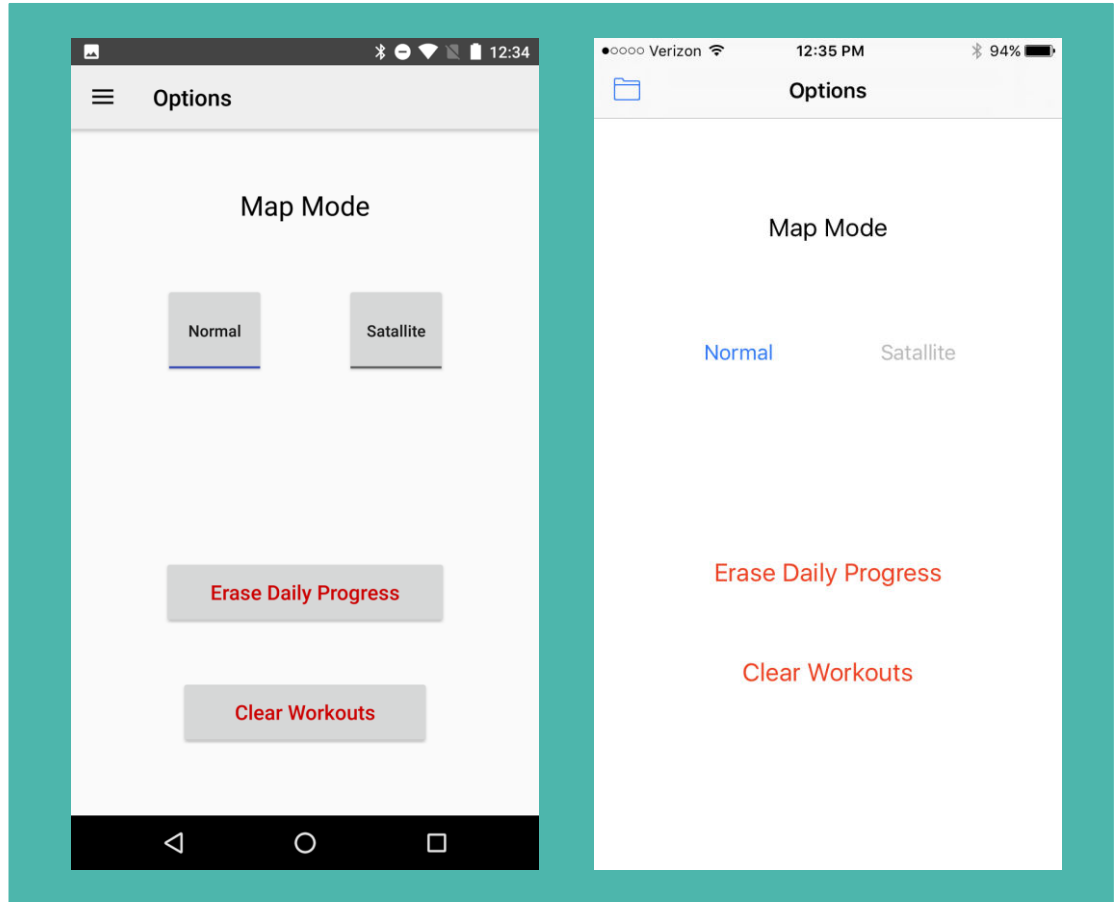 12:34
Options
Map Mode
Normal Satallite
Erase Daily Progress
Clear Workouts
Verizon 12:35 PM 94%
Options
Map Mode
Normal Satallite
Erase Daily Progress
Clear Workouts